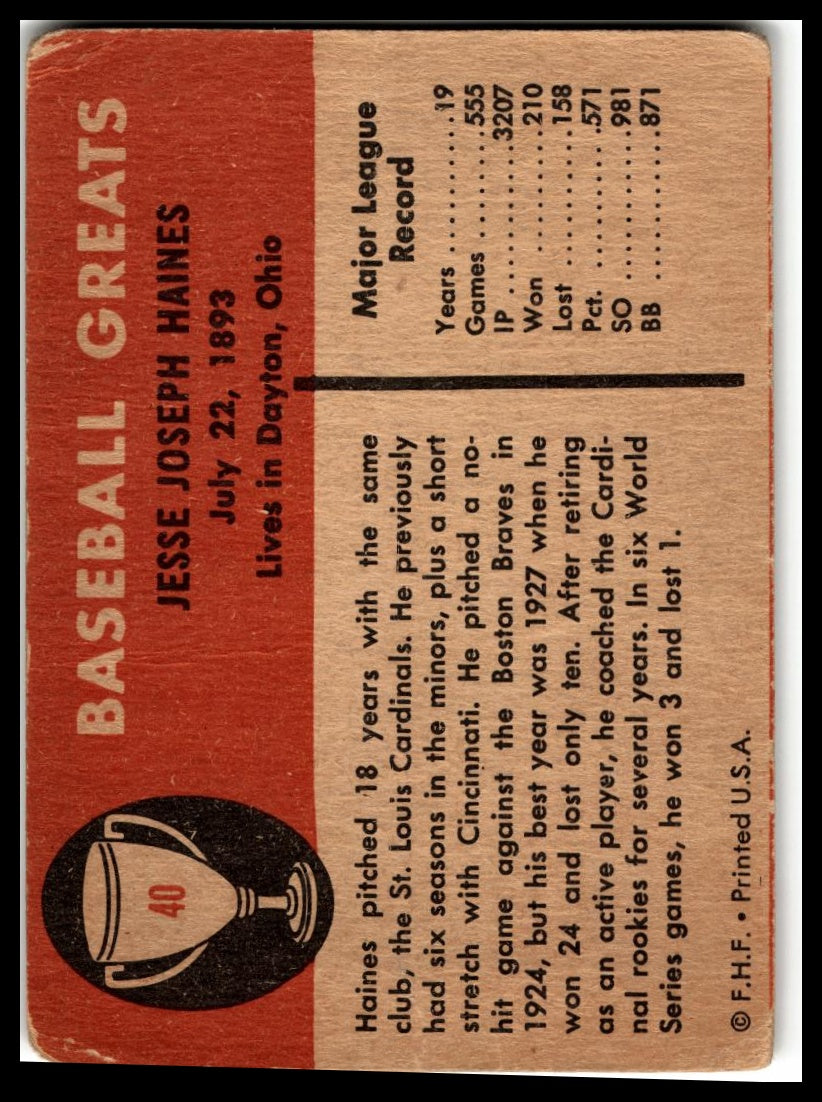 40
BASEBALL GREATS
JESSE JOSEPH HAINES
July 22, 1893
Lives in Dayton, Ohio
Haines pitched 18 years with the same
club, the St. Louis Cardinals. He previously
had six seasons in the minors, plus a short
stretch with Cincinnati. He pitched a no-
hit game against the Boston Braves in
1924, but his best year was 1927 when he
won 24 and lost only ten. After retiring
as an active player, he coached the Cardi-
nal rookies for several years. In six World
Series games, he won 3 and lost 1.
Major League
Record
Years ..........19
Games ........555
IP ............3207
Won .........210
Lost ..........158
Pct. ..........571
SO ...........981
BB ............871
© F.H.F. • Printed U.S.A.